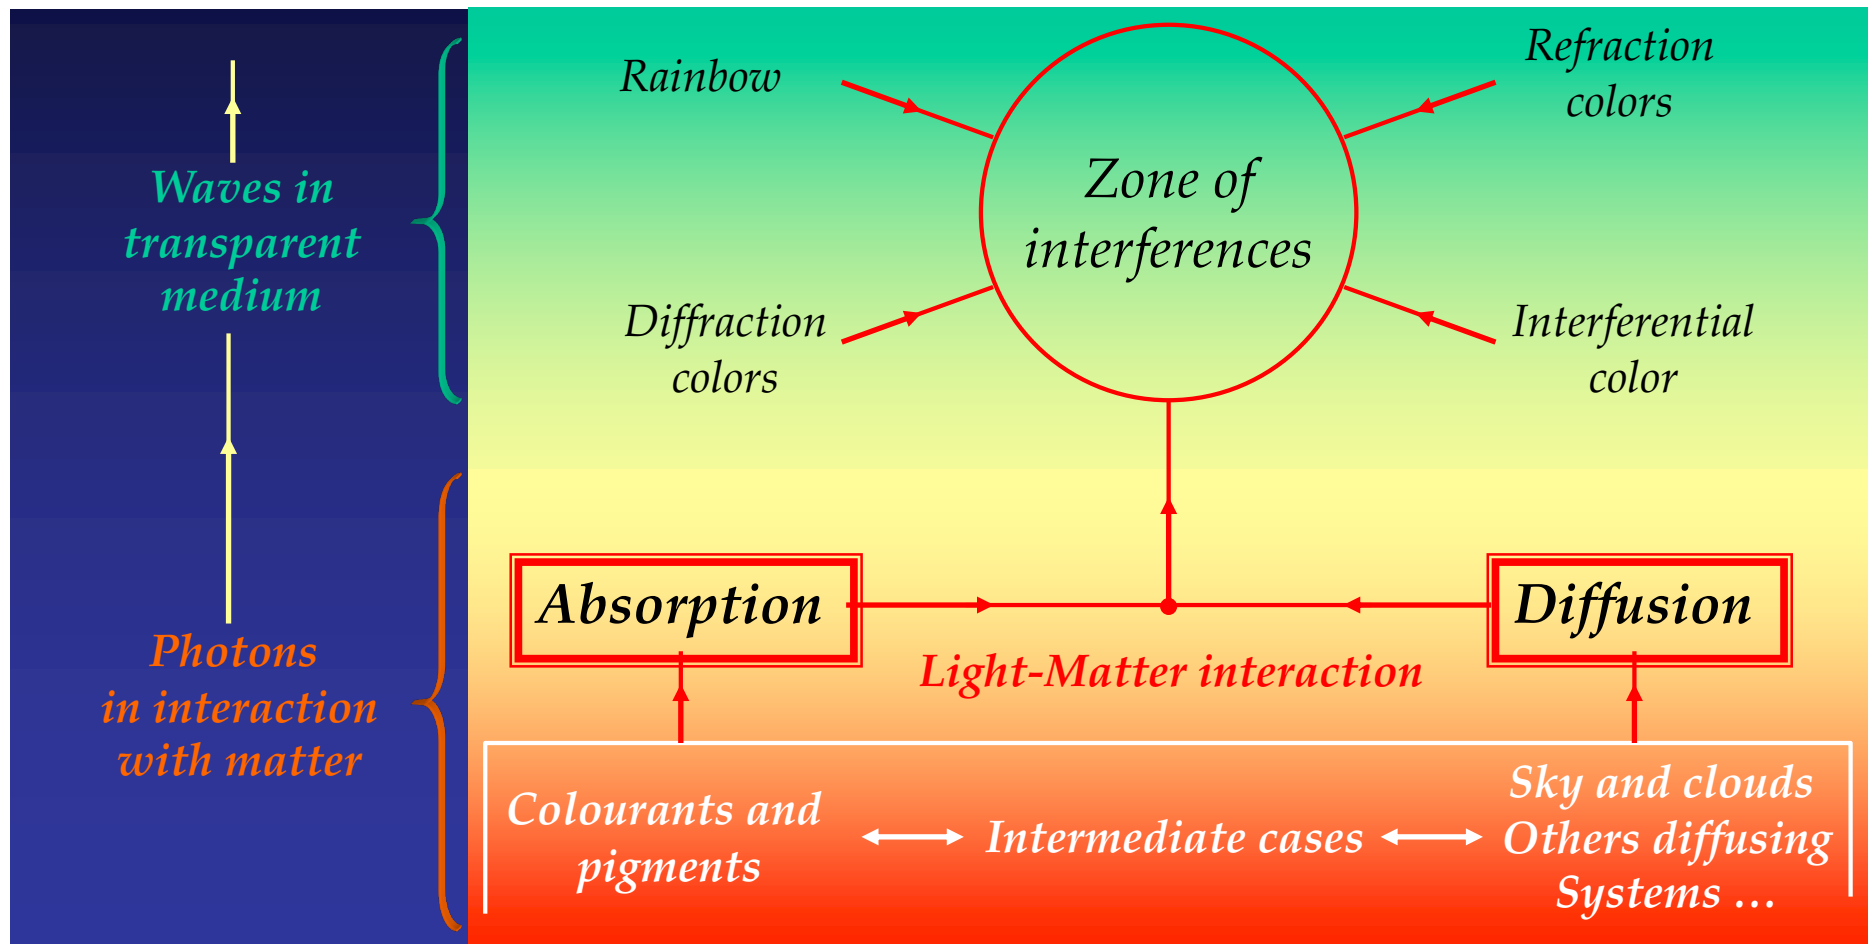 Waves in
transparent
medium
Photons
in interaction
with matter
Rainbow
Refraction
colors
Zone of
interferences
Diffraction
colors
Interferential
color
Absorption
Diffusion
Light-Matter interaction
Colourants and
pigments
Intermediate cases
Sky and clouds
Others diffusing
Systems …